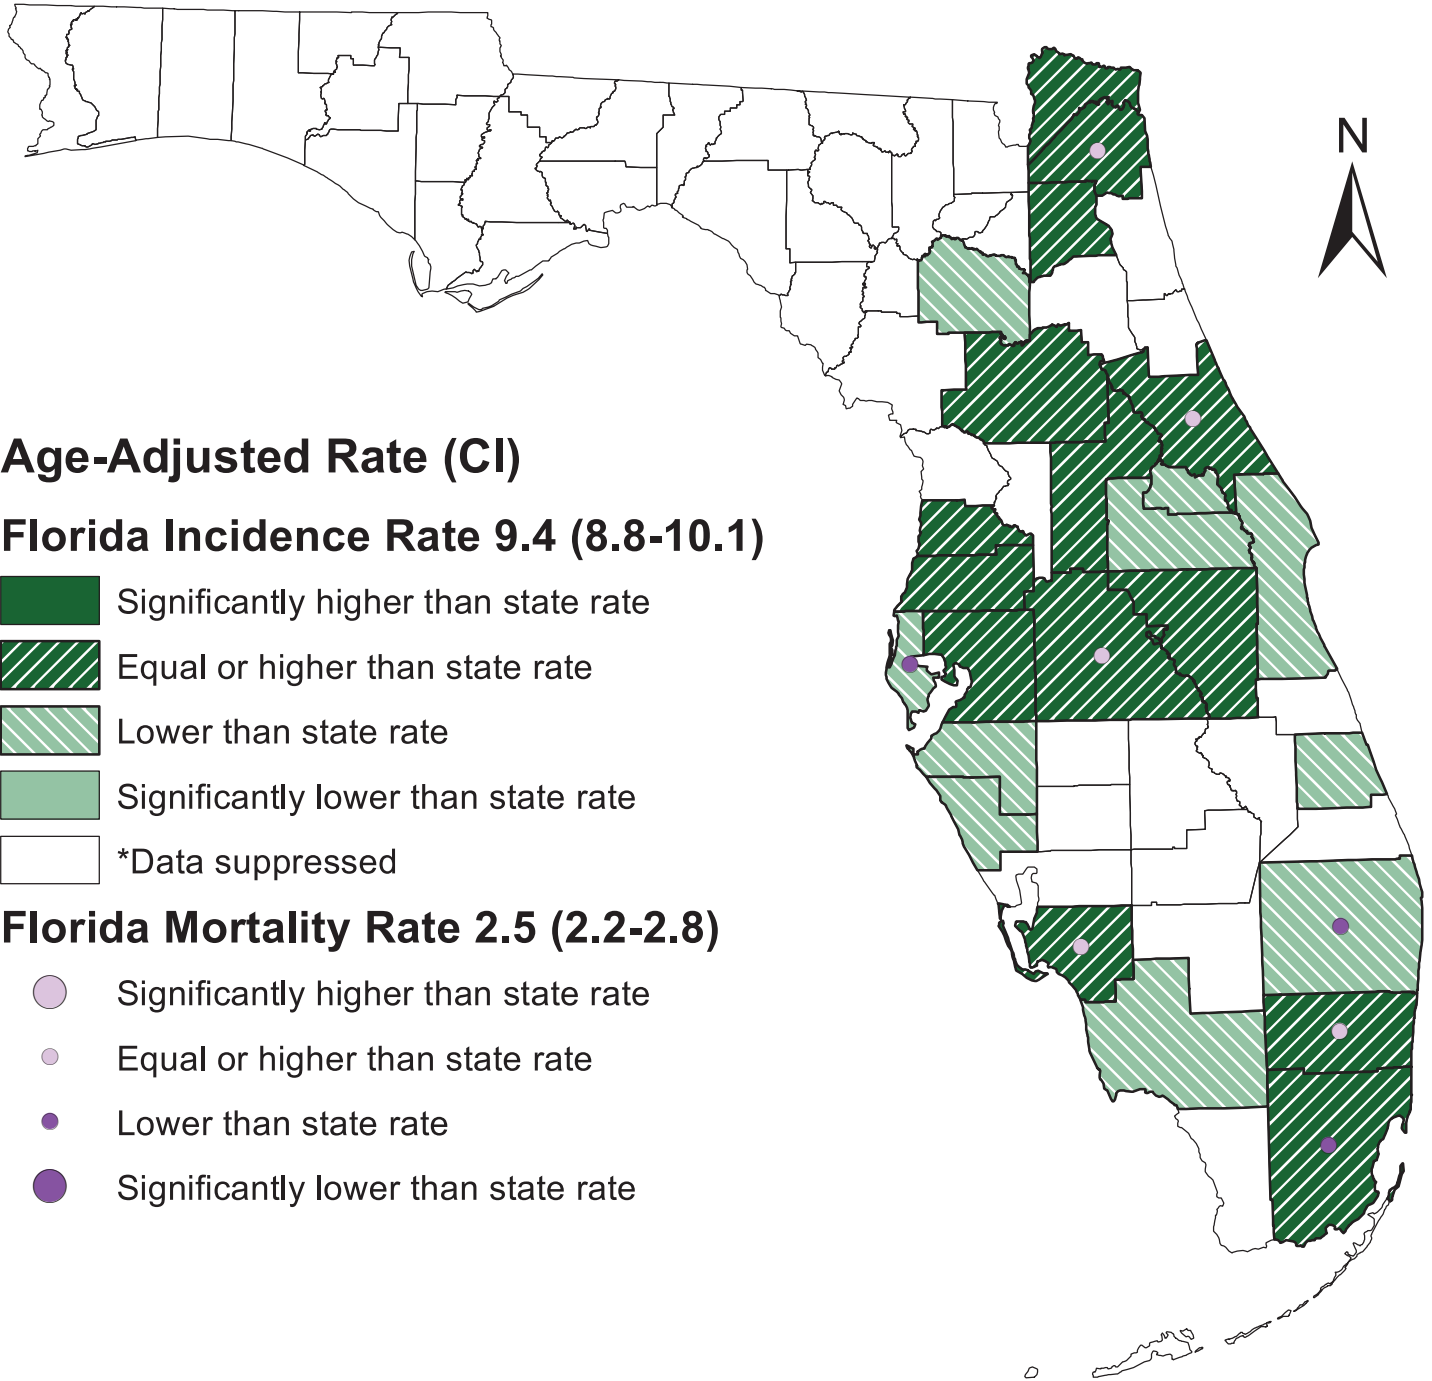 N
Age-Adjusted Rate (CI)
Florida Incidence Rate 9.4 (8.8-10.1)
Significantly higher than state rate
Equal or higher than state rate
Lower than state rate
Significantly lower than state rate
*Data suppressed
Florida Mortality Rate 2.5 (2.2-2.8)
Significantly higher than state rate
Equal or higher than state rate
Lower than state rate
Significantly lower than state rate